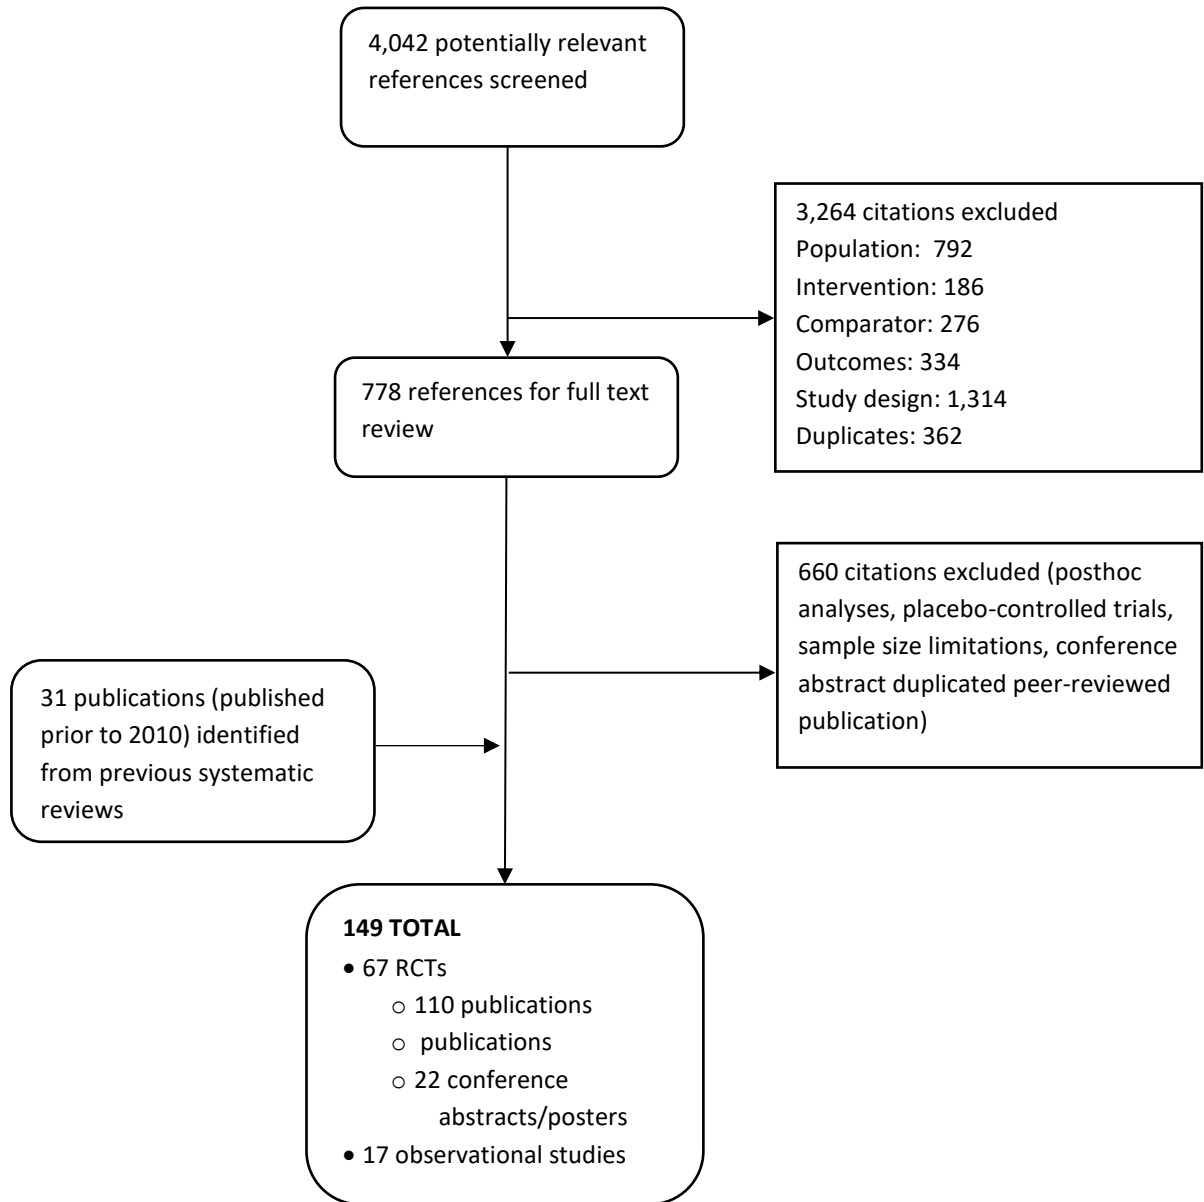 4,042 potentially relevant
references screened
3,264 citations excluded
Population:  792
Intervention: 186
Comparator: 276
Outcomes: 334
Study design: 1,314
Duplicates: 362
778 references for full text
review
660 citations excluded (posthoc
analyses, placebo-controlled trials,
sample size limitations, conference
abstract duplicated peer-reviewed
publication)
31 publications (published
prior to 2010) identified
from previous systematic
reviews
149 TOTAL
• 67 RCTs
○ 110 publications
○  publications
○ 22 conference
abstracts/posters
• 17 observational studies